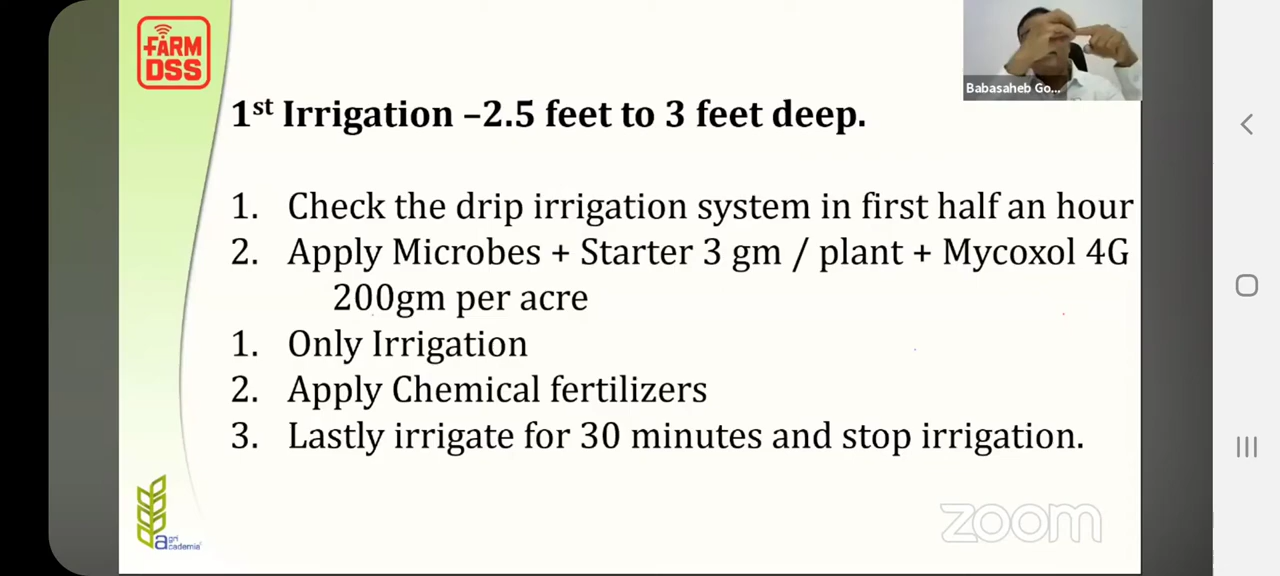 FARM
DSS
Babasaheb Go...
1st Irrigation –2.5 feet to 3 feet deep.
1. Check the drip irrigation system in first half an hour
2. Apply Microbes + Starter 3 gm / plant + Mycoxol 4G
200gm per acre
1. Only Irrigation
2. Apply Chemical fertilizers
3. Lastly irrigate for 30 minutes and stop irrigation.
agri
academia
zoom